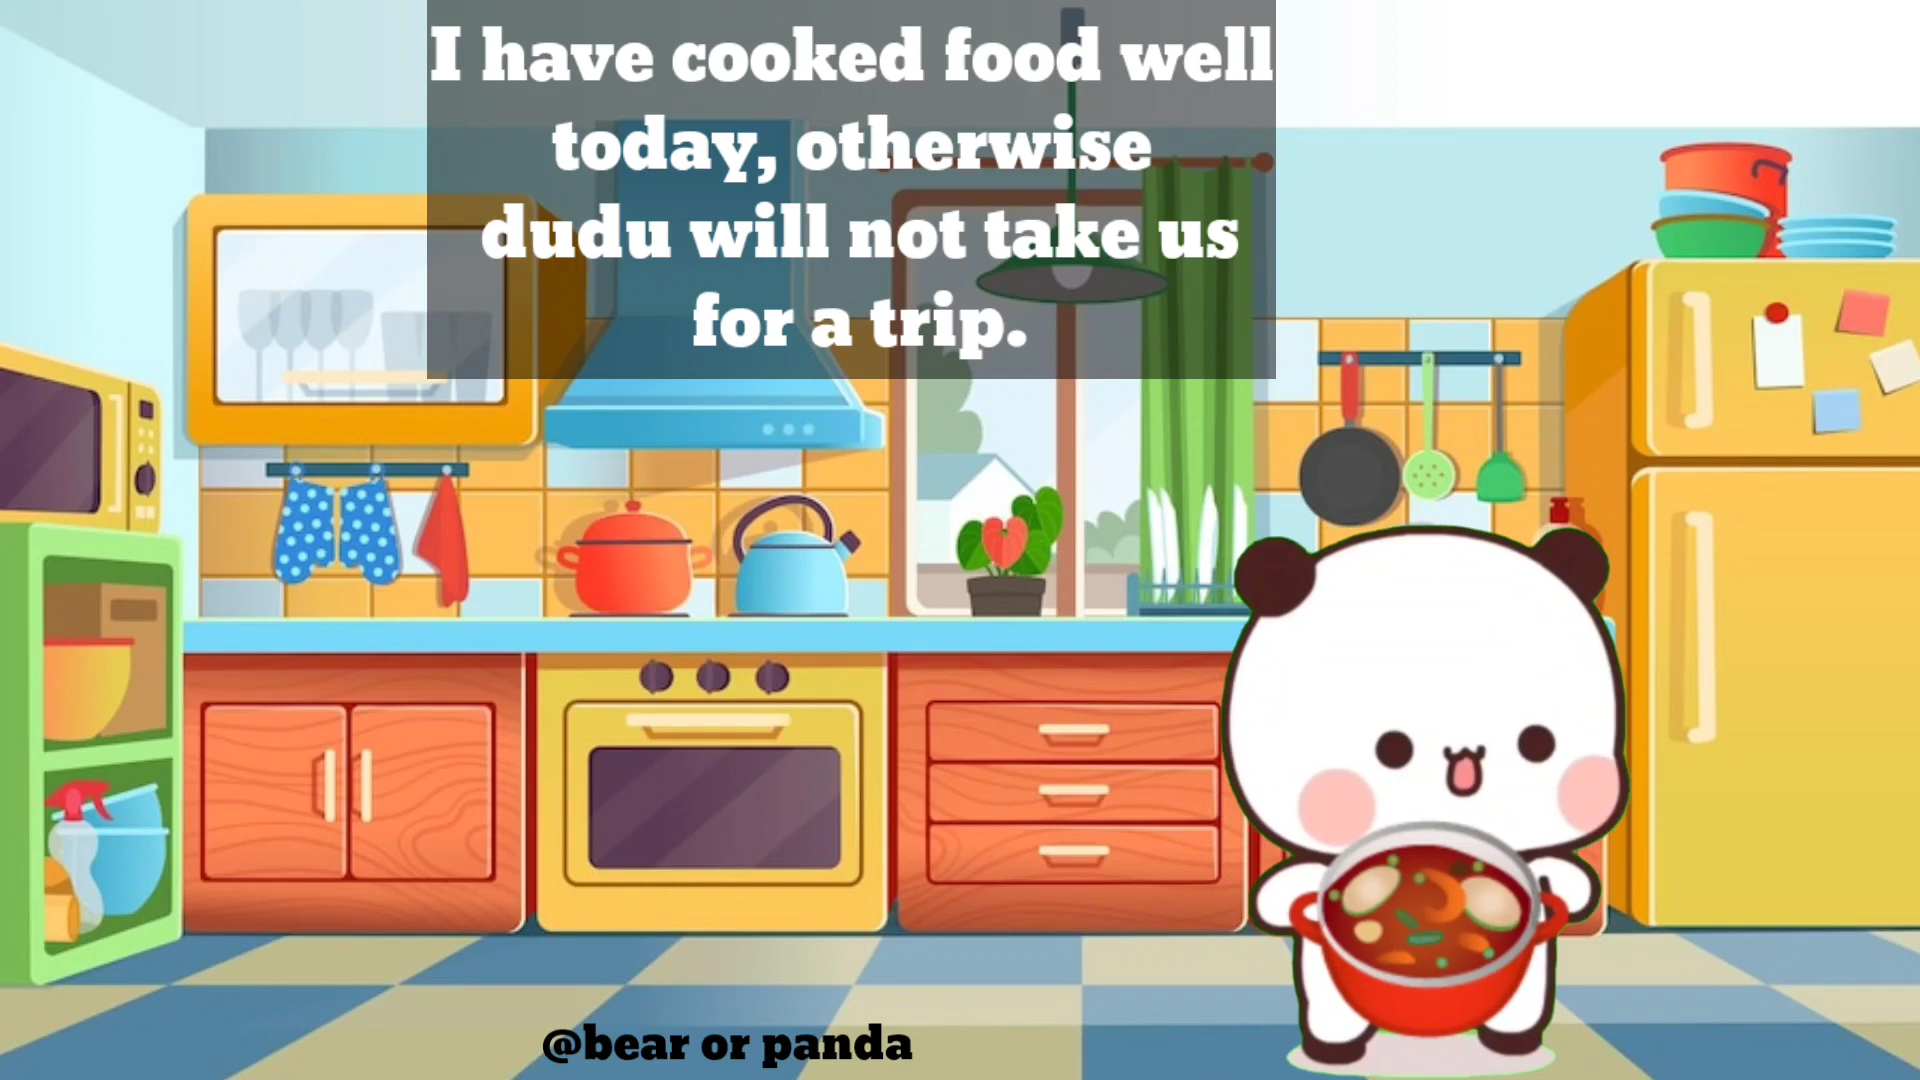 I have cooked food well
today, otherwise
dudu will not take us
for a trip.
@bear or panda